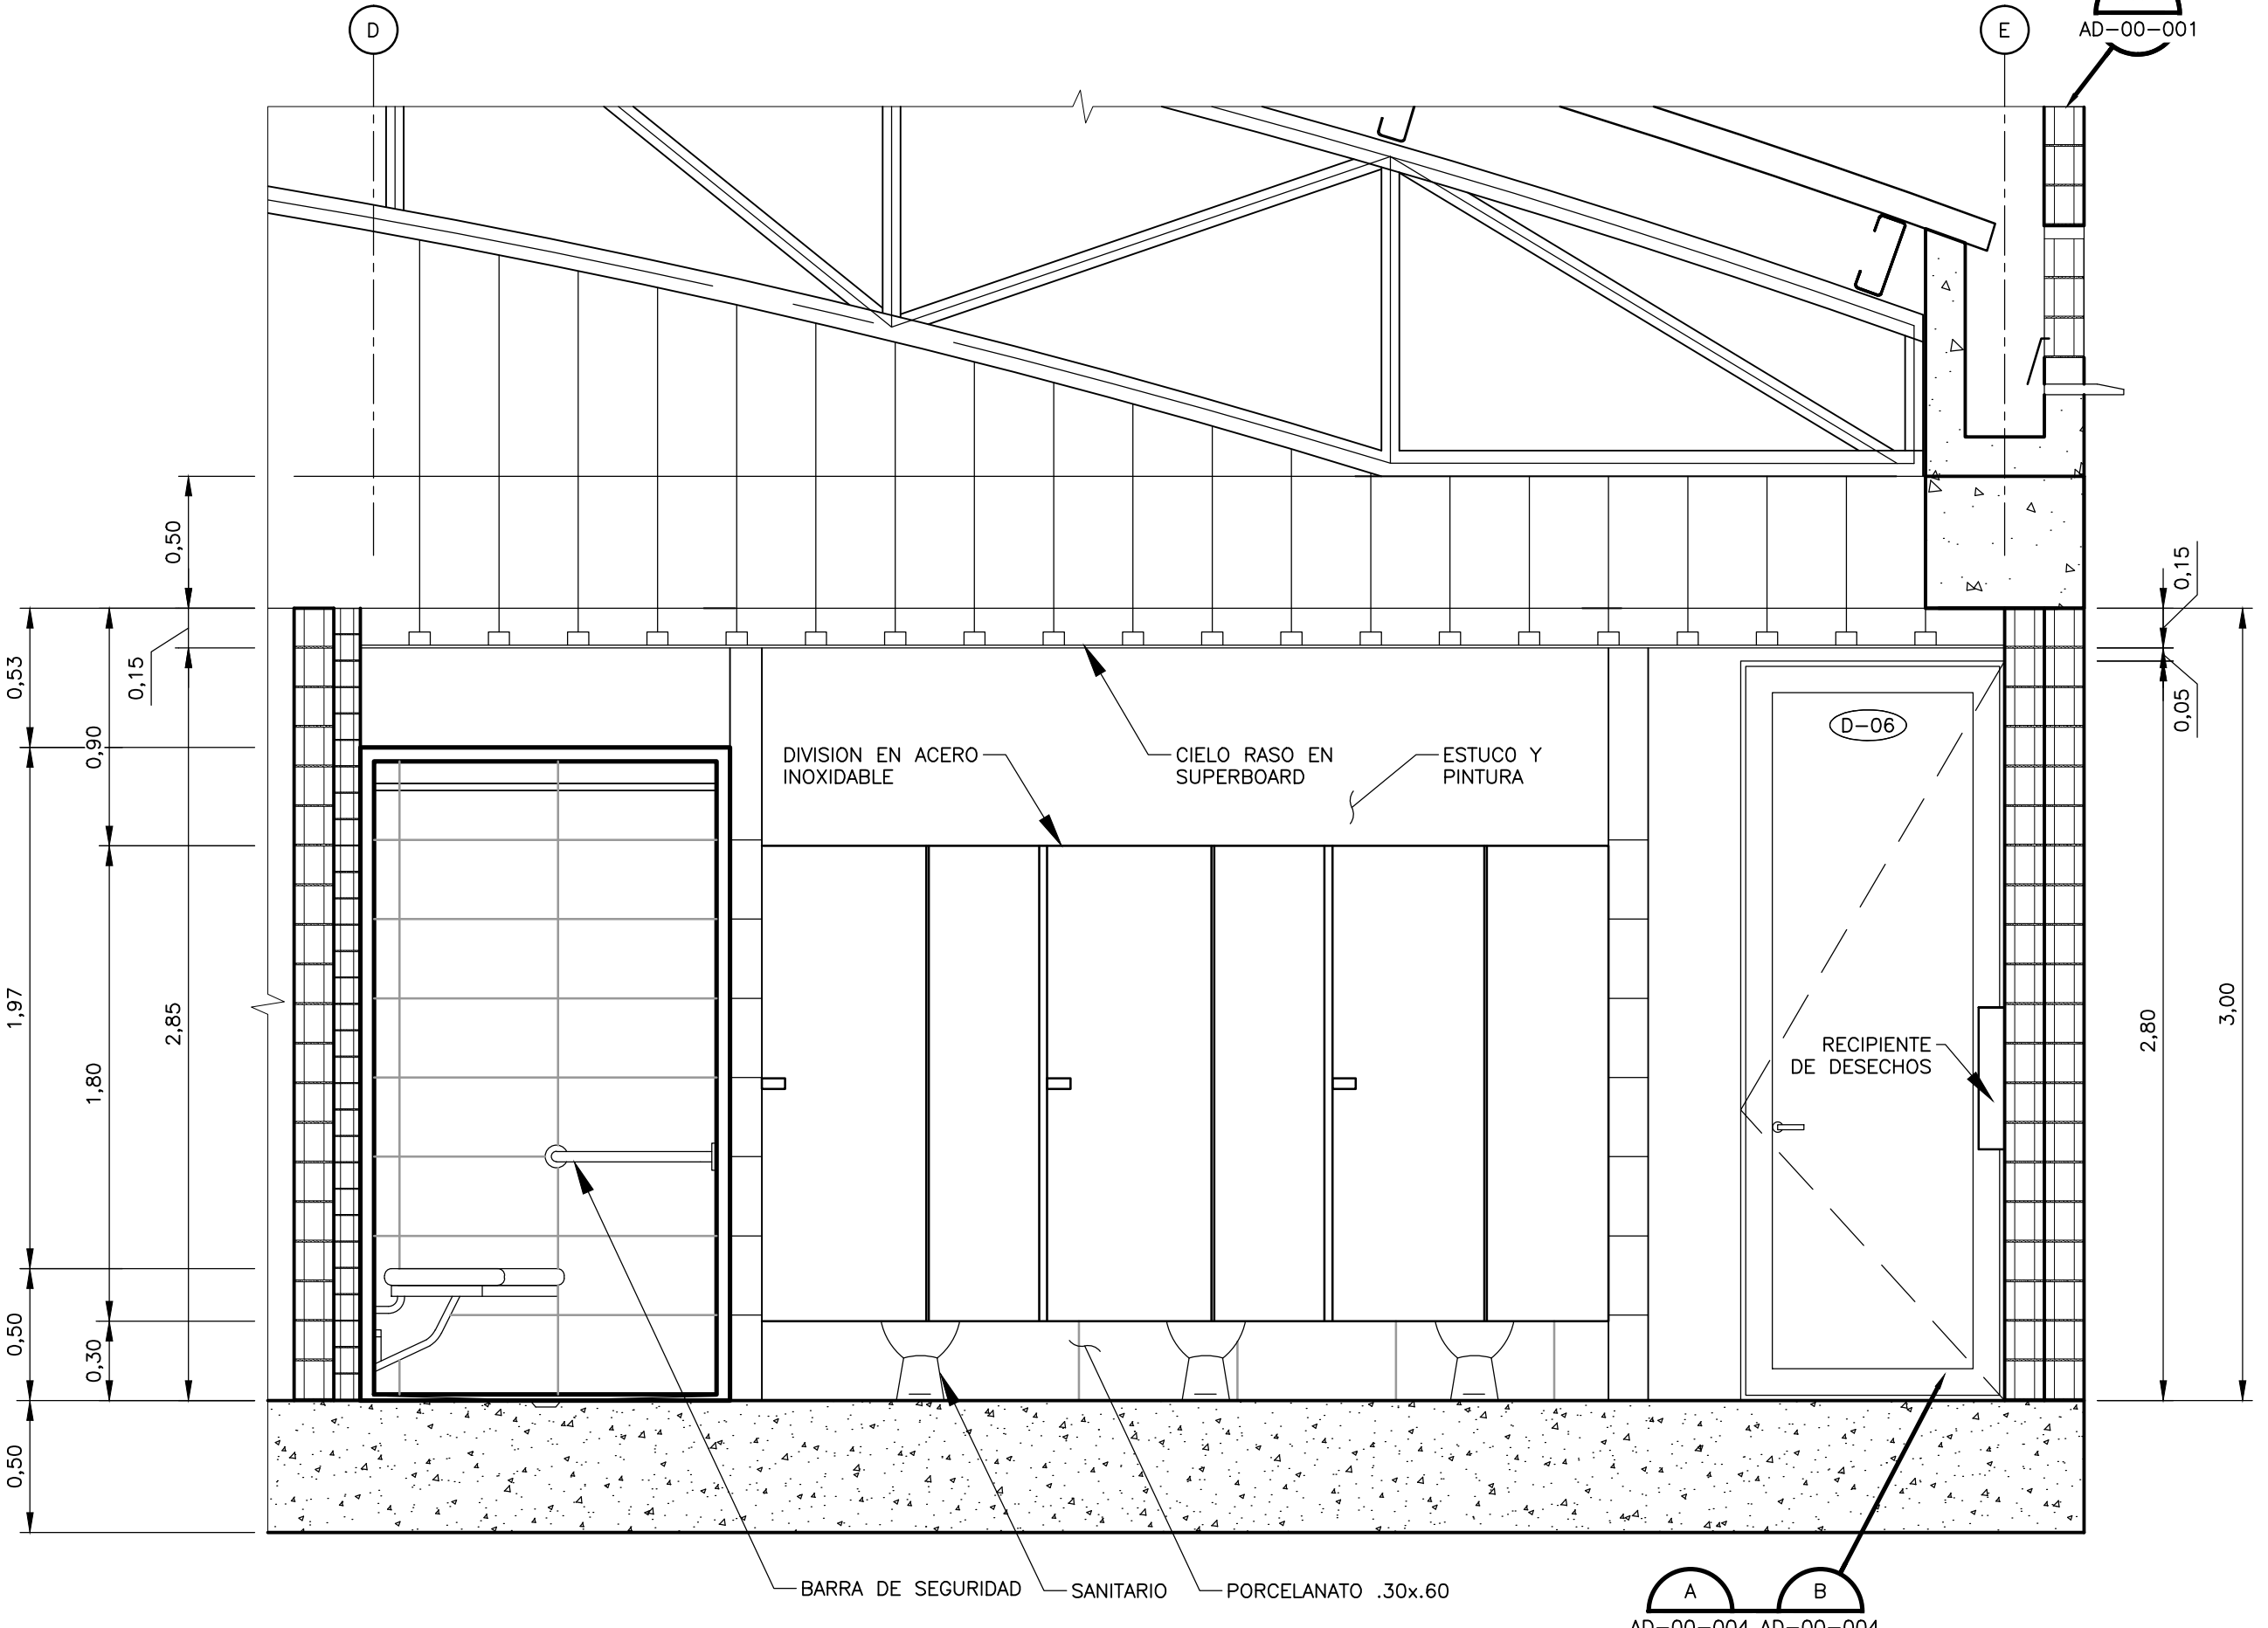 D
E
AD-00-001
0,50
0,15
0,53
0,15
0,90
0,05
D-06
DIVISION EN ACERO
INOXIDABLE
CIELO RASO EN
SUPERBOARD
ESTUCO Y
PINTURA
1,97
2,85
1,80
2,80
3,00
RECIPIENTE
DE DESECHOS
0,50
0,30
0,50
BARRA DE SEGURIDAD
SANITARIO
PORCELANATO .30x.60
A
B
AD-00-004
AD-00-004